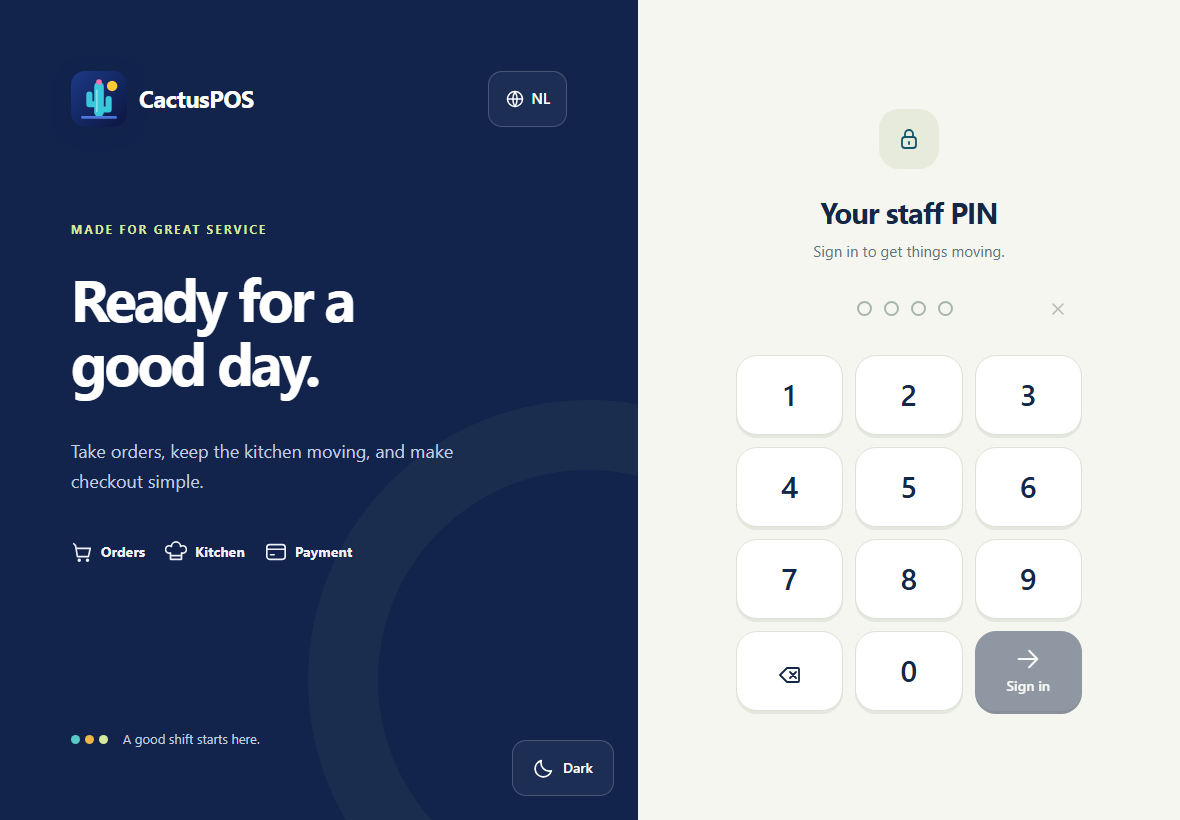 CactusPOS
NL
MADE FOR GREAT SERVICE
Ready for a
good day.
Take orders, keep the kitchen moving, and make
checkout simple.
Orders
Kitchen
Payment
A good shift starts here.
Dark
Your staff PIN
Sign in to get things moving.
1
2
3
4
5
6
7
8
9
0
Sign in